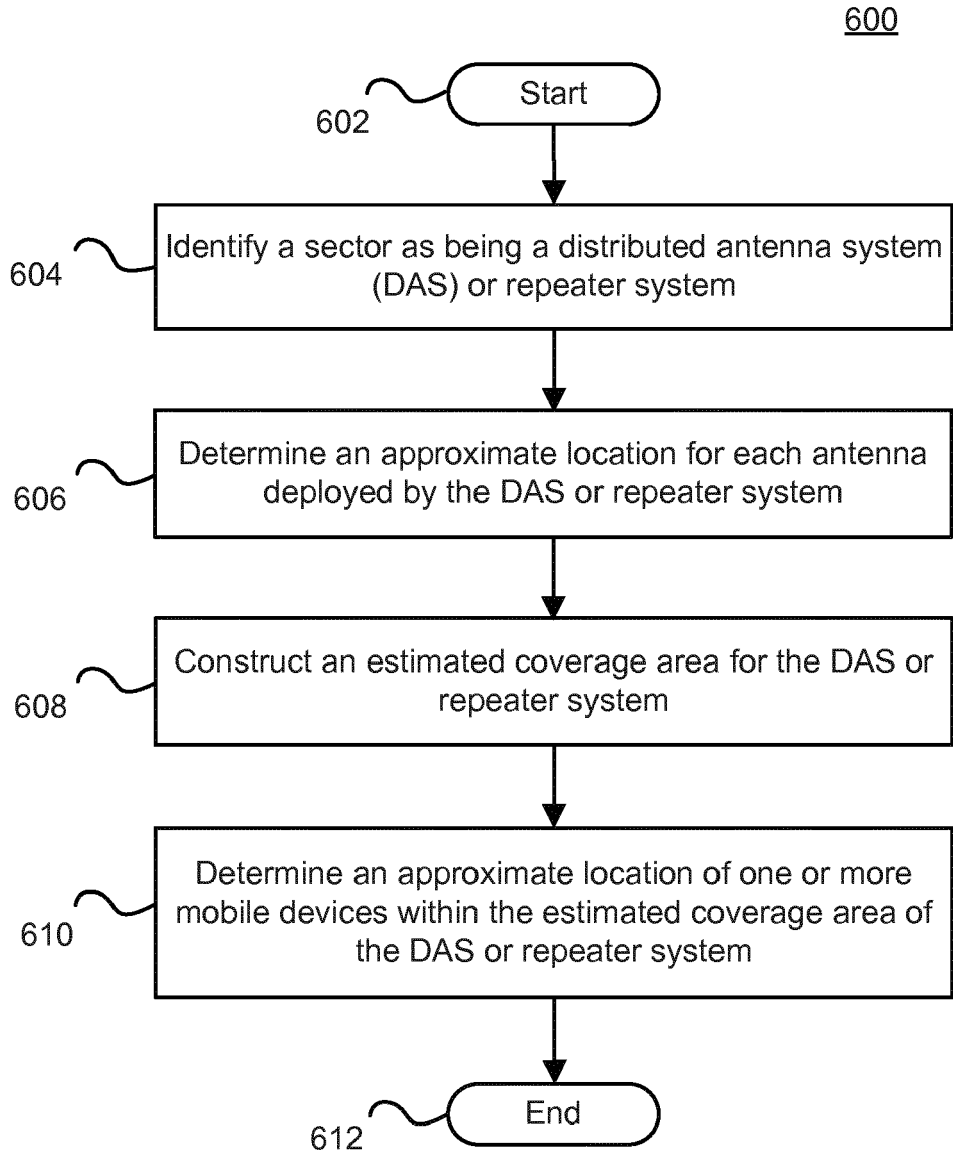 600
Start
602
Identify a sector as being a distributed antenna system
(DAS) or repeater system
604
Determine an approximate location for each antenna
deployed by the DAS or repeater system
606
Construct an estimated coverage area for the DAS or
repeater system
608
Determine an approximate location of one or more
mobile devices within the estimated coverage area of
the DAS or repeater system
610
End
612